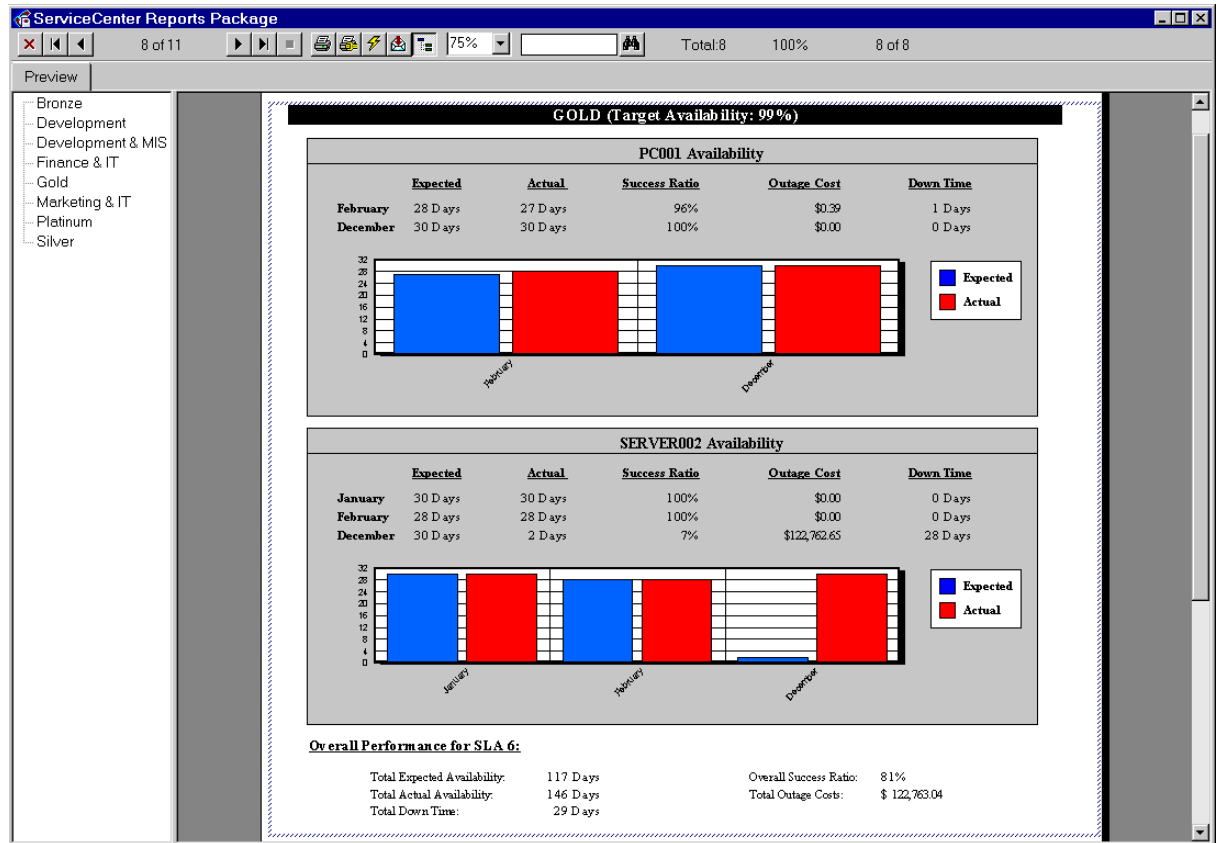 ServiceCenter Reports Package
8 of 11 75% Total:8 100% 8 of 8
Preview
Bronze
Development
Development & MIS
Finance & IT
Gold
Marketing & IT
Platinum
Silver
GOLD (Target Availability: 99%)
PC001 Availability
Expected Actual Success Ratio Outage Cost Down Time
February 28 Days 27 Days 96% $0.39 1 Days
December 30 Days 30 Days 100% $0.00 0 Days
32
28
24
20
16
12
8
4
0
February December
Expected
Actual
SERVER002 Availability
Expected Actual Success Ratio Outage Cost Down Time
January 30 Days 30 Days 100% $0.00 0 Days
February 28 Days 28 Days 100% $0.00 0 Days
December 30 Days 2 Days 7% $122,762.65 28 Days
32
28
24
20
16
12
8
4
0
January February December
Expected
Actual
Overall Performance for SLA 6:
Total Expected Availability: 117 Days Overall Success Ratio: 81%
Total Actual Availability: 146 Days Total Outage Costs: $ 122,763.04
Total Down Time: 29 Days